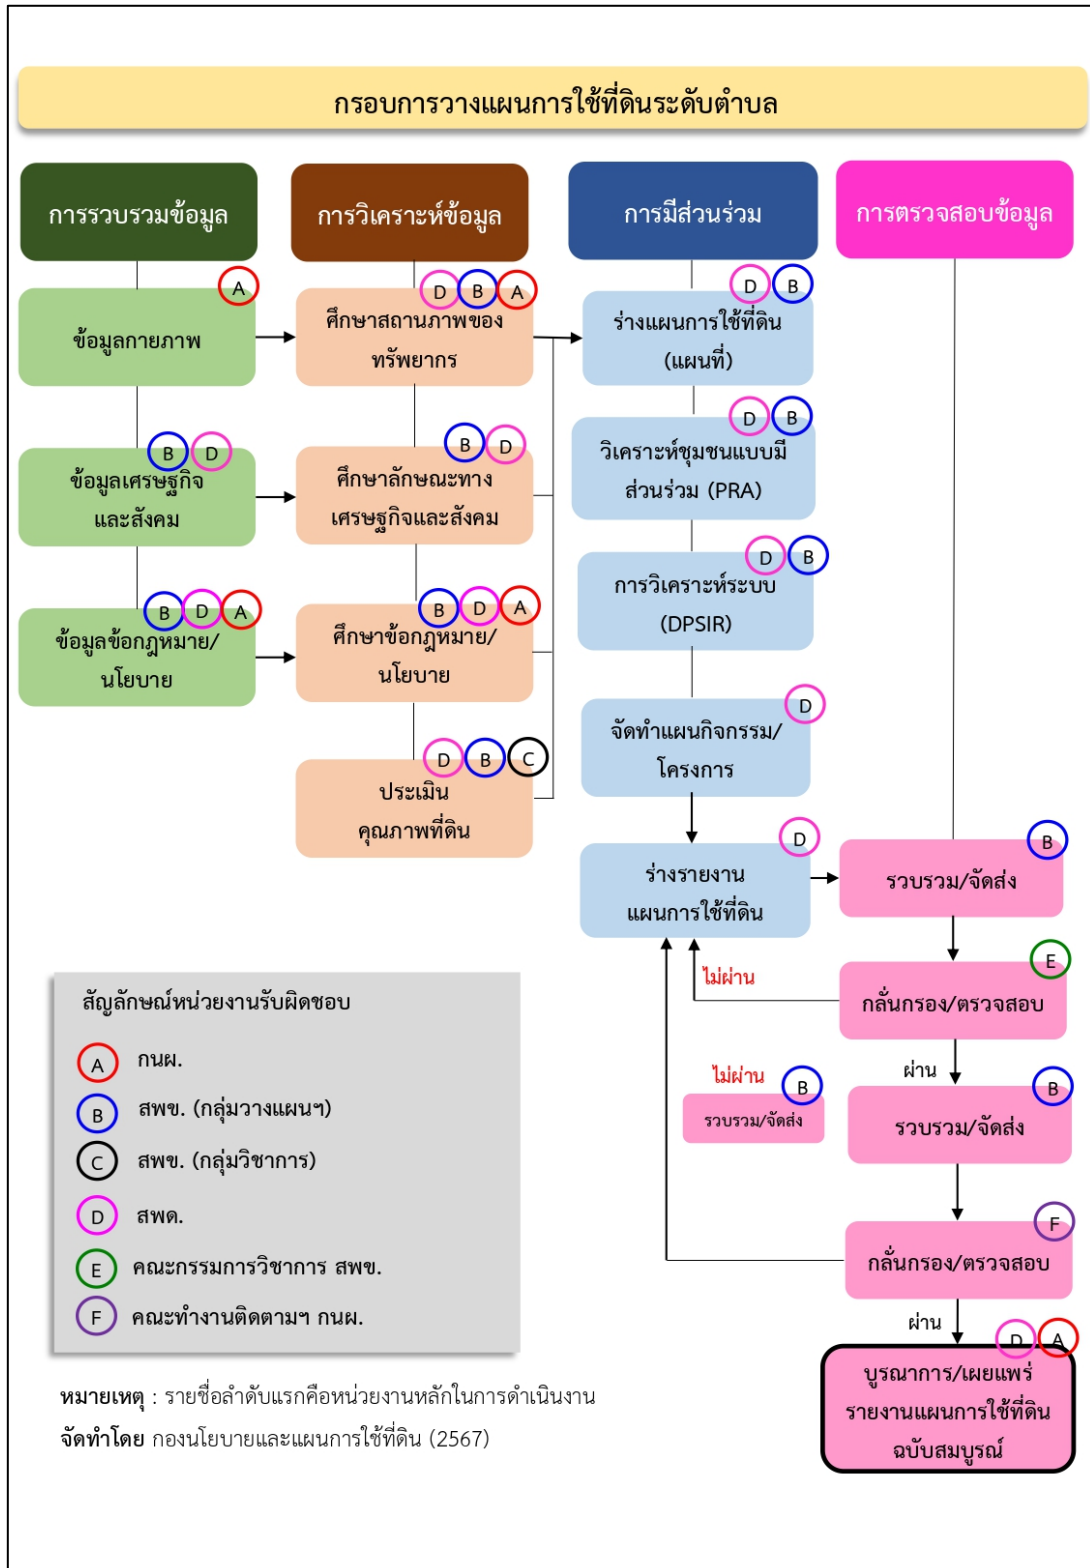 กรอบการวางแผนการใช้ที่ดินระดับตำบล
การรวบรวมข้อมูล
A
ข้อมูลกายภาพ
B D
ข้อมูลเศรษฐกิจ
และสังคม
B D A
ข้อมูลข้อกฎหมาย/
นโยบาย
การวิเคราะห์ข้อมูล
D B A
ศึกษาสถานภาพของ
ทรัพยากร
B D
ศึกษาลักษณะทาง
เศรษฐกิจและสังคม
B D A
ศึกษาข้อกฎหมาย/
นโยบาย
D B C
ประเมิน
คุณภาพที่ดิน
การมีส่วนร่วม
D B
ร่างแผนการใช้ที่ดิน
(แผนที่)
D B
วิเคราะห์ชุมชนแบบมี
ส่วนร่วม (PRA)
D B
การวิเคราะห์ระบบ
(DPSIR)
D
จัดทำแผนกิจกรรม/
โครงการ
D
ร่างรายงาน
แผนการใช้ที่ดิน
การตรวจสอบข้อมูล
B
รวบรวม/จัดส่ง
E
กลั่นกรอง/ตรวจสอบ
ไม่ผ่าน
ผ่าน
B
รวบรวม/จัดส่ง
ไม่ผ่าน
B
รวบรวม/จัดส่ง
F
กลั่นกรอง/ตรวจสอบ
ผ่าน
D A
บูรณาการ/เผยแพร่
รายงานแผนการใช้ที่ดิน
ฉบับสมบูรณ์
สัญลักษณ์หน่วยงานรับผิดชอบ
A กนผ.
B สพข. (กลุ่มวางแผนฯ)
C สพข. (กลุ่มวิชาการ)
D สพด.
E คณะกรรมการวิชาการ สพข.
F คณะทำงานติดตามฯ กนผ.
หมายเหตุ : รายชื่อลำดับแรกคือหน่วยงานหลักในการดำเนินงาน
จัดทำโดย กองนโยบายและแผนการใช้ที่ดิน (2567)